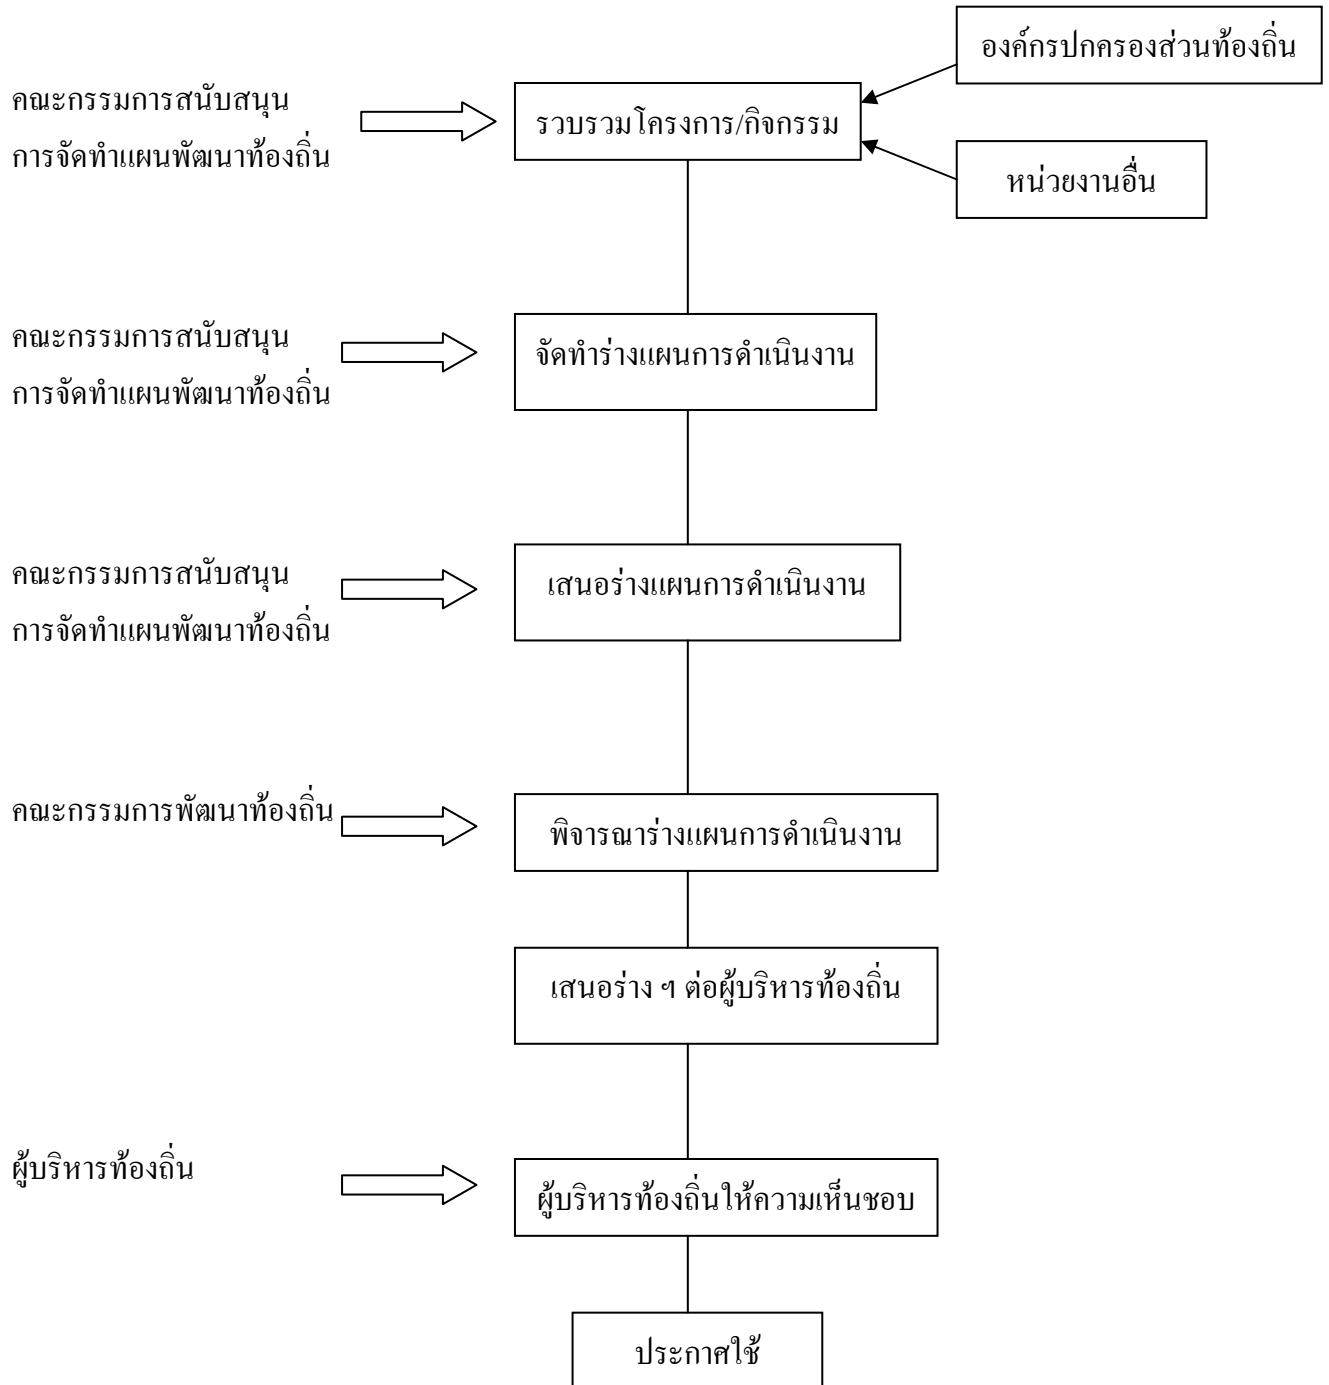 องค์กรปกครองส่วนท้องถิ่น
คณะกรรมการสนับสนุน
การจัดทำแผนพัฒนาท้องถิ่น
รวบรวมโครงการ/กิจกรรม
หน่วยงานอื่น
คณะกรรมการสนับสนุน
การจัดทำแผนพัฒนาท้องถิ่น
จัดทำร่างแผนการดำเนินงาน
คณะกรรมการสนับสนุน
การจัดทำแผนพัฒนาท้องถิ่น
เสนอร่างแผนการดำเนินงาน
คณะกรรมการพัฒนาท้องถิ่น
พิจารณาร่างแผนการดำเนินงาน
เสนอร่าง ฯ ต่อผู้บริหารท้องถิ่น
ผู้บริหารท้องถิ่น
ผู้บริหารท้องถิ่นให้ความเห็นชอบ
ประกาศใช้